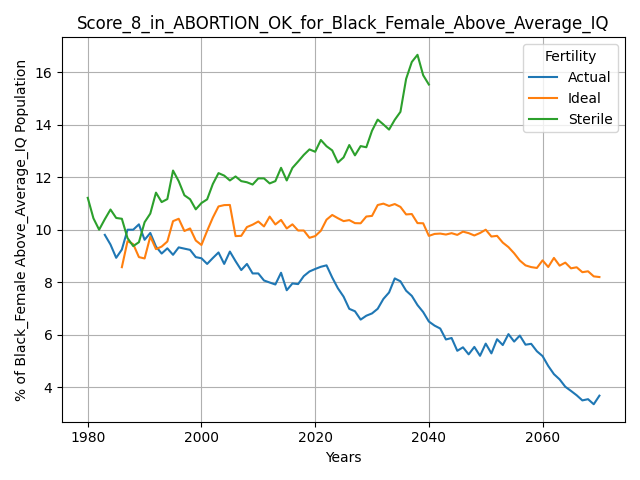 Score_8_in_ABORTION_OK_for_Black_Female_Above_Average_IQ
% of Black_Female Above_Average_IQ Population
16
14
12
10
8
6
4
Fertility
Actual
Ideal
Sterile
1980
2000
2020
2040
2060
Years